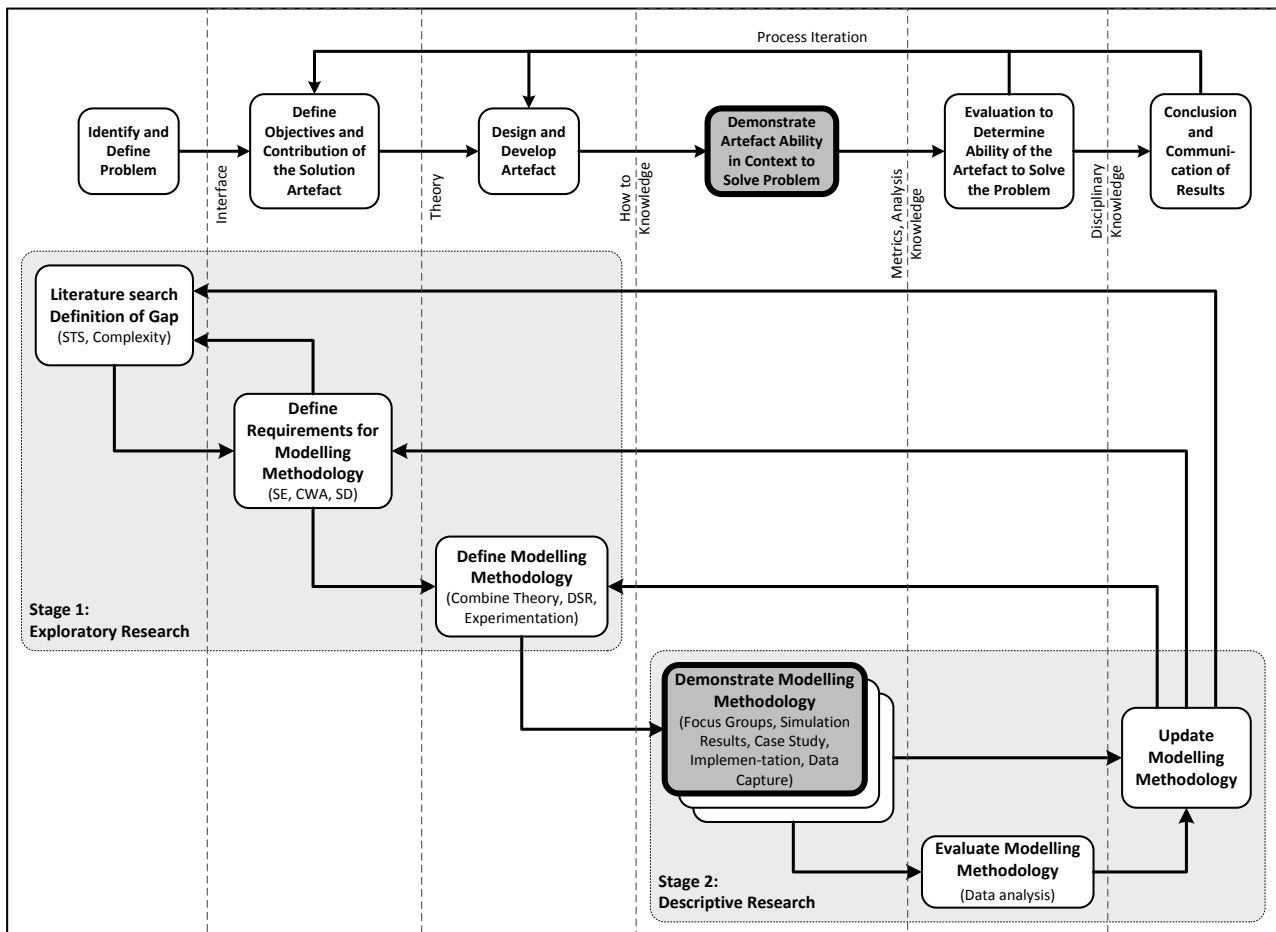 Process Iteration
Identify and
Define
Problem
Define
Objectives and
Contribution of
the Solution
Artefact
Design and
Develop
Artefact
Demonstrate
Artefact Ability
in Context to
Solve Problem
Evaluation to
Determine
Ability of the
Artefact to Solve
the Problem
Conclusion
and
Communi-
cation of
Results
Interface
Theory
How to
Knowledge
Metrics, Analysis
Knowledge
Disciplinary
Knowledge
Literature search
Definition of Gap
(STS, Complexity)
Define
Requirements for
Modelling
Methodology
(SE, CWA, SD)
Define Modelling
Methodology
(Combine Theory, DSR,
Experimentation)
Stage 1:
Exploratory Research
Demonstrate Modelling
Methodology
(Focus Groups, Simulation
Results, Case Study,
Implemen-tation, Data
Capture)
Update
Modelling
Methodology
Evaluate Modelling
Methodology
(Data analysis)
Stage 2:
Descriptive Research